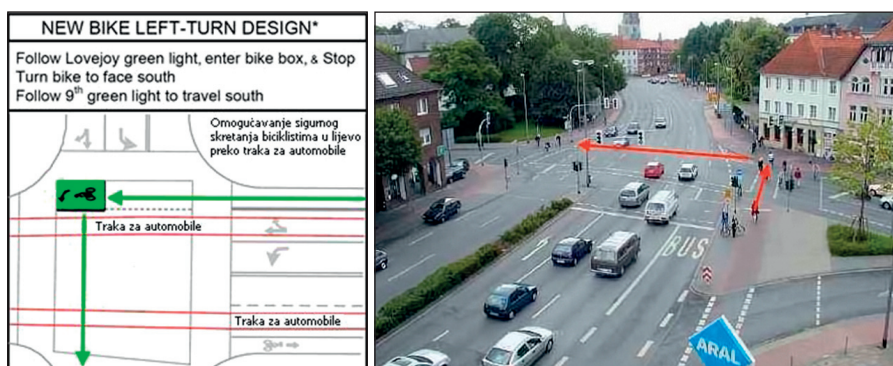 NEW BIKE LEFT-TURN DESIGN*
Follow Lovejoy green light, enter bike box, & Stop
Turn bike to face south
Follow 9th green light to travel south
Omogućavanje sigurnog
skretanja biciklistima u lijevo
preko traka za automobile
Traka za automobile
Traka za automobile
BUS
ARAL